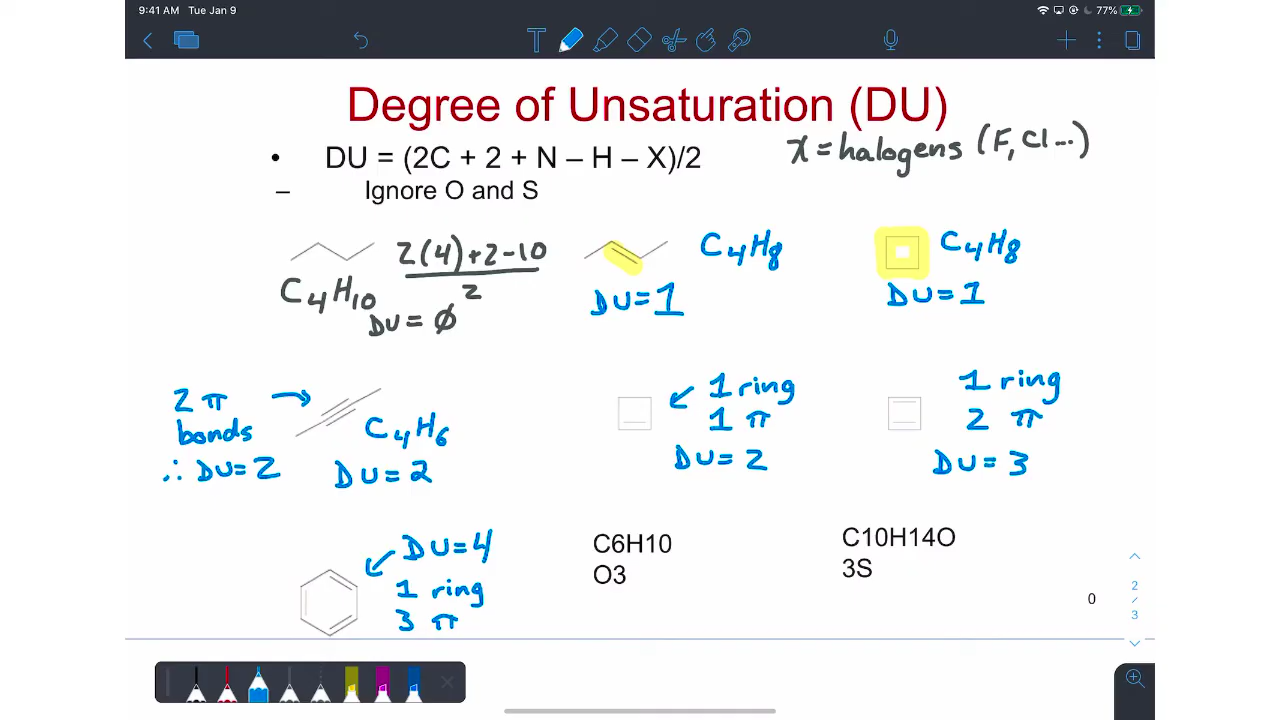 9:41 AM Tue Jan 9
77%
Degree of Unsaturation (DU)
• DU = (2C + 2 + N – H – X)/2
x = halogens (F, Cl...)
– Ignore O and S
2(4)+2-10
2
C4H10
DU = ∅
C4H8
DU = 1
C4H8
DU = 1
2 π
bonds
∴ DU = 2
C4H6
DU = 2
1 ring
1 π
DU = 2
1 ring
2 π
DU = 3
DU = 4
1 ring
3 π
C6H10
O3
C10H14O
3S
0
2
/
3